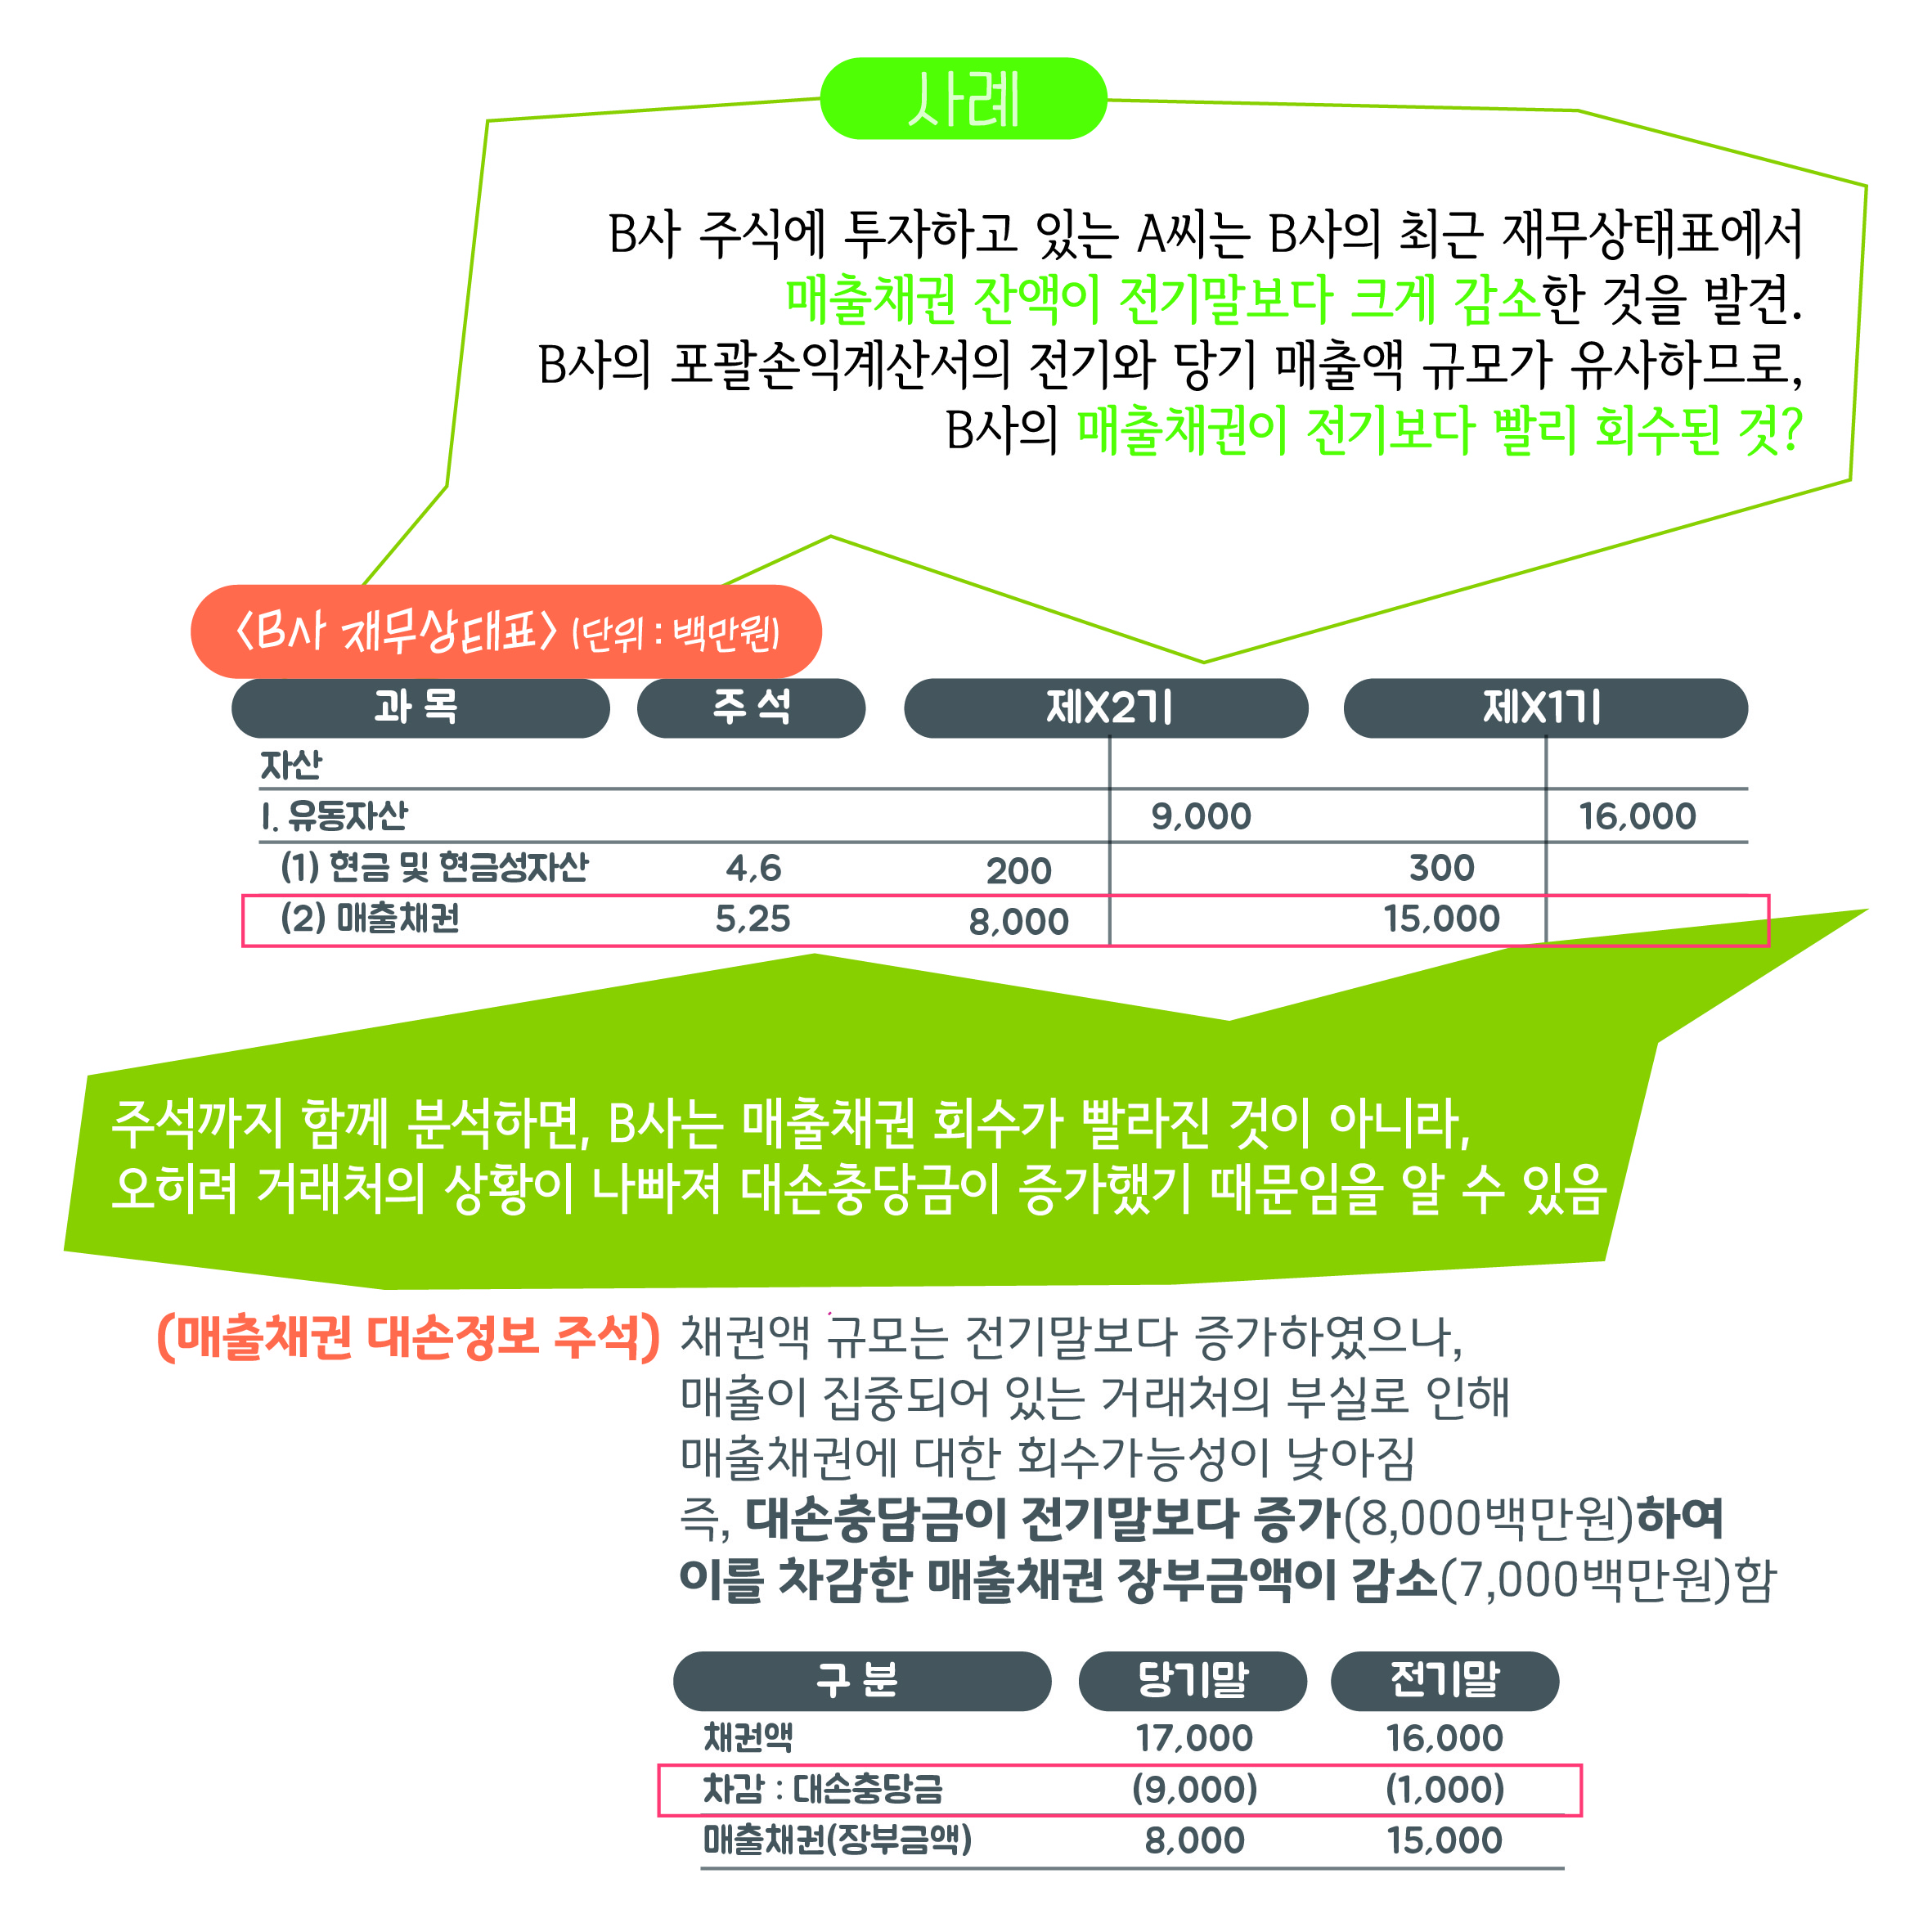 사례
B사 주식에 투자하고 있는 A씨는 B사의 최근 재무상태표에서
매출채권 잔액이 전기말보다 크게 감소한 것을 발견.
B사의 포괄손익계산서의 전기와 당기 매출액 규모가 유사하므로,
B사의 매출채권이 전기보다 빨리 회수된 것?
<B사 재무상태표> (단위 : 백만원)
과 목 주 석 제X2기 제X1기
자산
I. 유동자산 9,000 16,000
(1) 현금 및 현금성자산 4,6 200 300
(2) 매출채권 5,25 8,000 15,000
주석까지 함께 분석하면, B사는 매출채권 회수가 빨라진 것이 아니라,
오히려 거래처의 상황이 나빠져 대손충당금이 증가했기 때문임을 알 수 있음
(매출채권 대손정보 주석) 채권액 규모는 전기말보다 증가하였으나,
매출이 집중되어 있는 거래처의 부실로 인해
매출채권에 대한 회수가능성이 낮아짐
즉, 대손충담금이 전기말보다 증가(8,000백만원)하여
이를 차감한 매출채권 장부금액이 감소(7,000백만원)함
구 분 당기말 전기말
채권액 17,000 16,000
차감 : 대손충당금 (9,000) (1,000)
매출채권(장부금액) 8,000 15,000